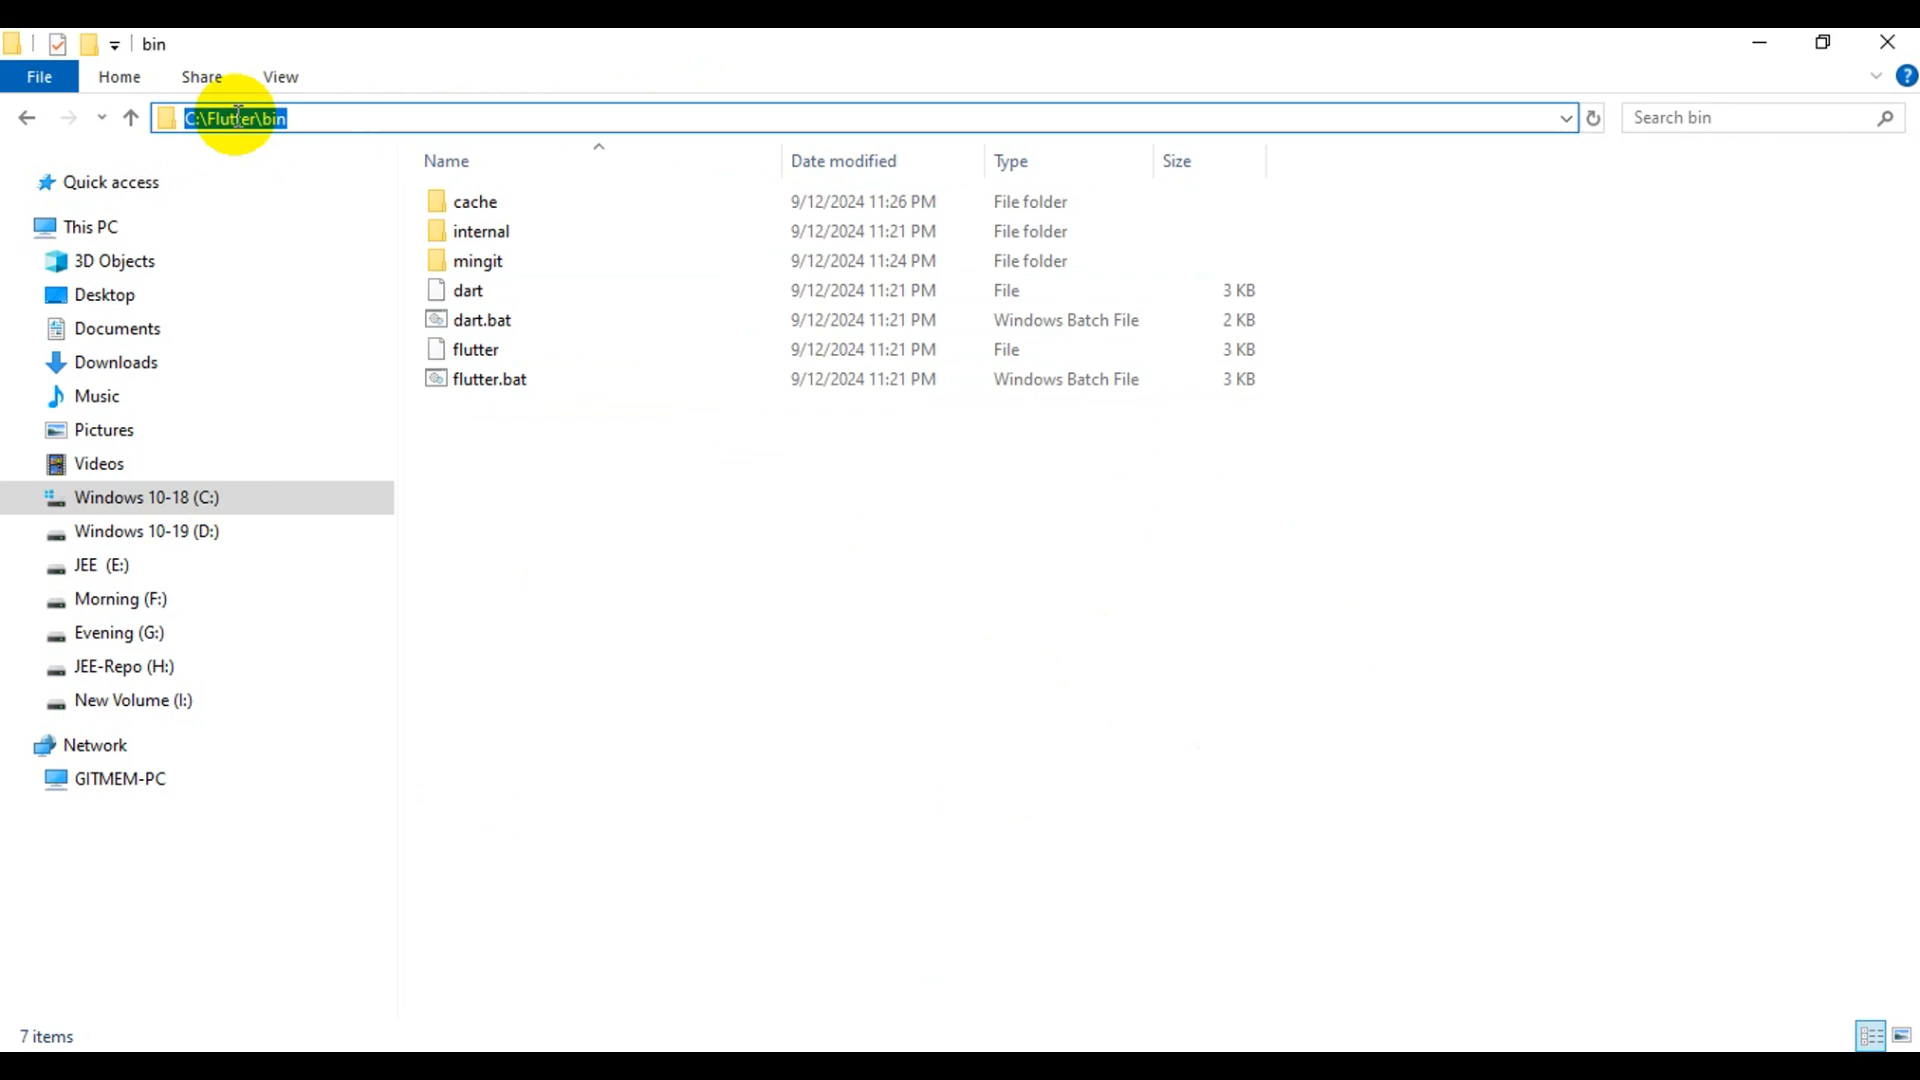 bin
File Home Share View
C:\Flutter\bin
Search bin
Name Date modified Type Size
Quick access
This PC
3D Objects
Desktop
Documents
Downloads
Music
Pictures
Videos
Windows 10-18 (C:)
Windows 10-19 (D:)
JEE (E:)
Morning (F:)
Evening (G:)
JEE-Repo (H:)
New Volume (I:)
Network
GITMEM-PC
cache 9/12/2024 11:26 PM File folder
internal 9/12/2024 11:21 PM File folder
mingit 9/12/2024 11:24 PM File folder
dart 9/12/2024 11:21 PM File 3 KB
dart.bat 9/12/2024 11:21 PM Windows Batch File 2 KB
flutter 9/12/2024 11:21 PM File 3 KB
flutter.bat 9/12/2024 11:21 PM Windows Batch File 3 KB
7 items